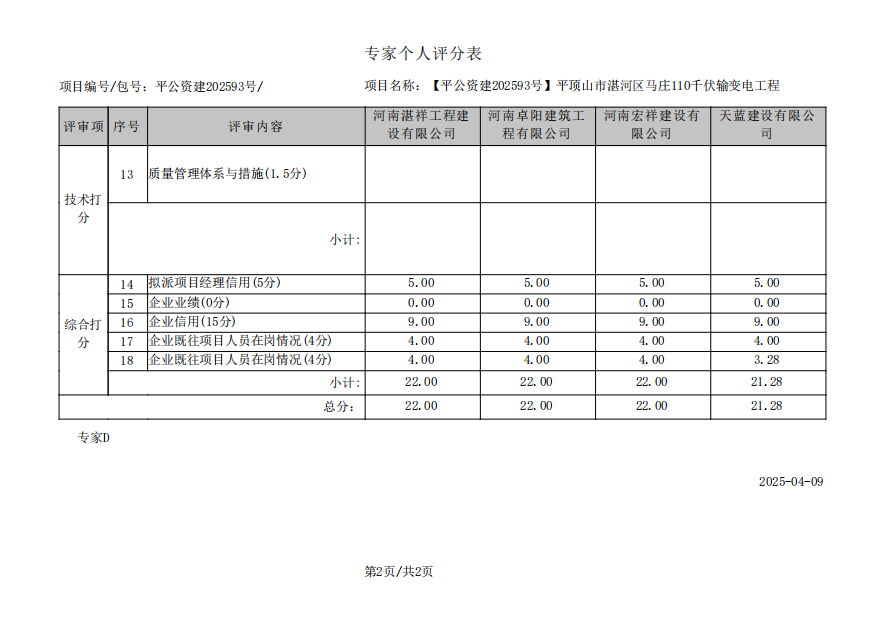 专家个人评分表
项目编号/包号：平公资建202593号/ 项目名称：【平公资建202593号】平顶山市湛河区马庄110千伏输变电工程
评审项 序号 评审内容 河南湛祥工程建设有限公司 河南卓阳建筑工程有限公司 河南宏祥建设有限公司 天蓝建设有限公司
技术打分 13 质量管理体系与措施(1.5分)
小计:
综合打分 14 拟派项目经理信用(5分) 5.00 5.00 5.00 5.00
15 企业业绩(0分) 0.00 0.00 0.00 0.00
16 企业信用(15分) 9.00 9.00 9.00 9.00
17 企业既往项目人员在岗情况(4分) 4.00 4.00 4.00 4.00
18 企业既往项目人员在岗情况(4分) 4.00 4.00 4.00 3.28
小计: 22.00 22.00 22.00 21.28
总分: 22.00 22.00 22.00 21.28
专家D
2025-04-09
第2页/共2页